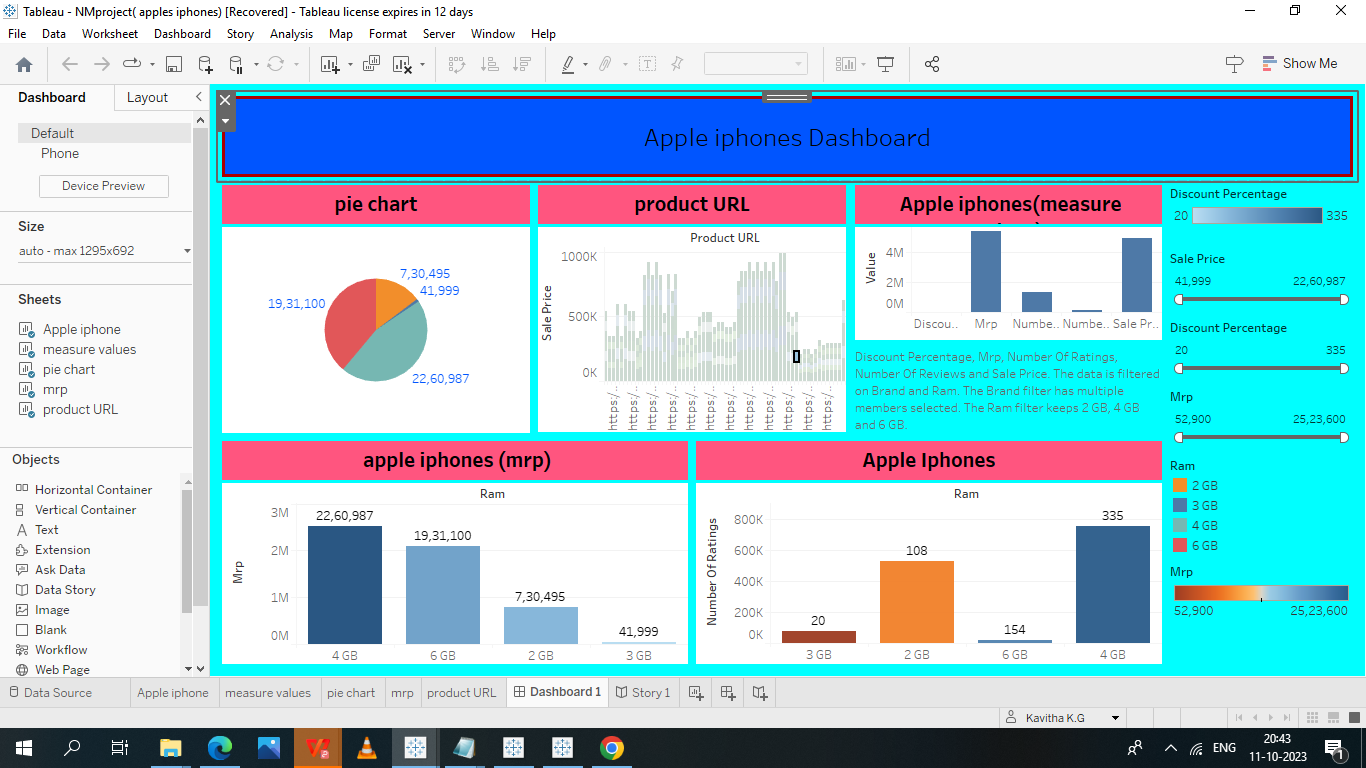 Tableau - NMproject( apples iphones) [Recovered] - Tableau license expires in 12 days
File Data Worksheet Dashboard Story Analysis Map Format Server Window Help
Show Me
Dashboard Layout
Default
Phone
Device Preview
Size
auto - max 1295x692
Sheets
Apple iphone
measure values
pie chart
mrp
product URL
Objects
Horizontal Container
Vertical Container
Text
Extension
Ask Data
Data Story
Image
Blank
Workflow
Web Page
Apple iphones Dashboard
pie chart
7,30,495
41,999
19,31,100
22,60,987
product URL
Product URL
Sale Price
1000K
500K
0K
https:/.. https:/.. https:/.. https:/.. https:/.. https:/.. https:/.. https:/..
Apple iphones(measure
Value
4M
2M
0M
Discou.. Mrp Numbe.. Numbe.. Sale Pr..
Discount Percentage, Mrp, Number Of Ratings,
Number Of Reviews and Sale Price. The data is filtered
on Brand and Ram. The Brand filter has multiple
members selected. The Ram filter keeps 2 GB, 4 GB
and 6 GB.
apple iphones (mrp)
Ram
Mrp
3M
2M
1M
0M
22,60,987
19,31,100
7,30,495
41,999
4 GB 6 GB 2 GB 3 GB
Apple Iphones
Ram
Number Of Ratings
800K
600K
400K
200K
0K
20
108
154
335
3 GB 2 GB 6 GB 4 GB
Discount Percentage
20 335
Sale Price
41,999 22,60,987
Discount Percentage
20 335
Mrp
52,900 25,23,600
Ram
2 GB
3 GB
4 GB
6 GB
Mrp
52,900 25,23,600
Data Source Apple iphone measure values pie chart mrp product URL Dashboard 1 Story 1
Kavitha K.G
ENG
20:43
11-10-2023
1